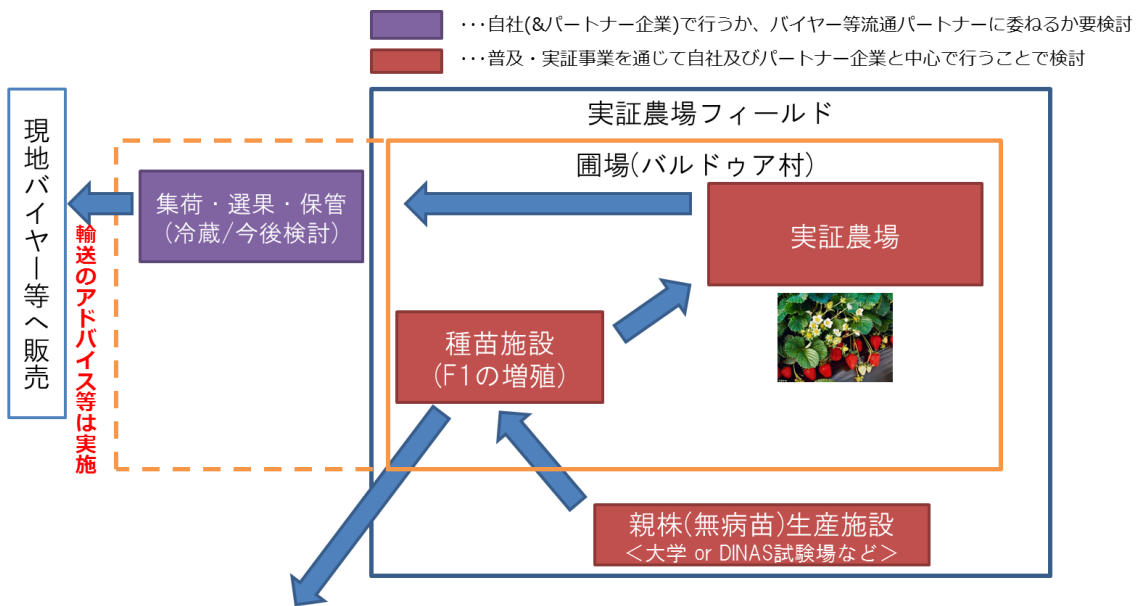 ･･･自社(&パートナー企業)で行うか、バイヤー等流通パートナーに委ねるか要検討
･･･普及・実証事業を通じて自社及びパートナー企業と中心で行うことで検討
実証農場フィールド
圃場(バルドゥア村)
現地バイヤー等へ販売
輸送のアドバイス等は実施
集荷・選果・保管
(冷蔵/今後検討)
実証農場
種苗施設
(F1の増殖)
親株(無病苗)生産施設
＜大学 or DINAS試験場など＞